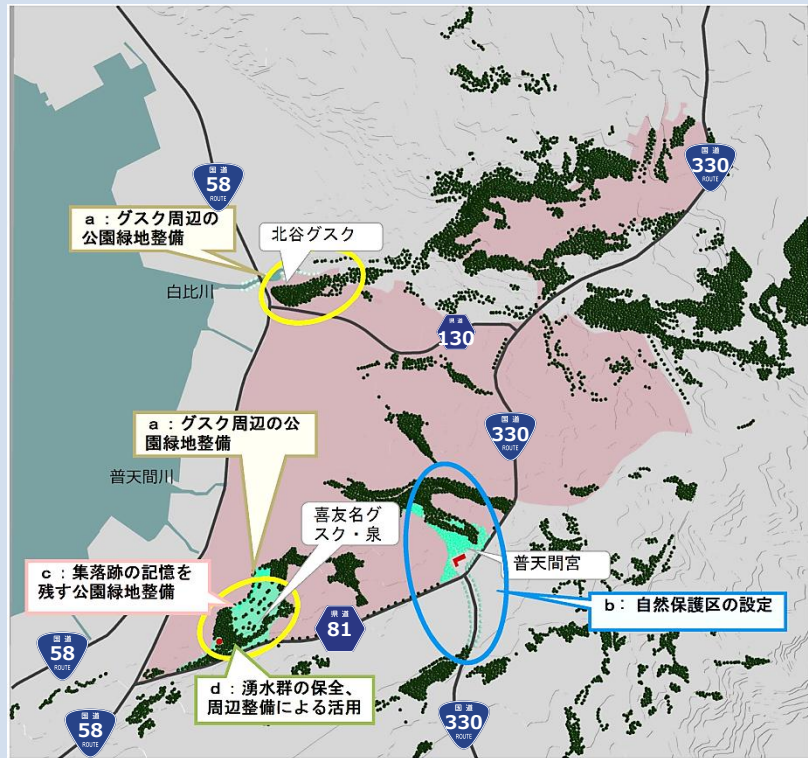 国道
58
ROUTE
国道
330
ROUTE
a：グスク周辺の
公園緑地整備
北谷グスク
白比川
県道
130
a：グスク周辺の公
園緑地整備
国道
330
ROUTE
普天間川
喜友名グ
スク・泉
普天間宮
c：集落跡の記憶を
残す公園緑地整備
b：自然保護区の設定
県道
81
国道
58
ROUTE
d：湧水群の保全、
周辺整備による活用
国道
58
ROUTE
国道
330
ROUTE